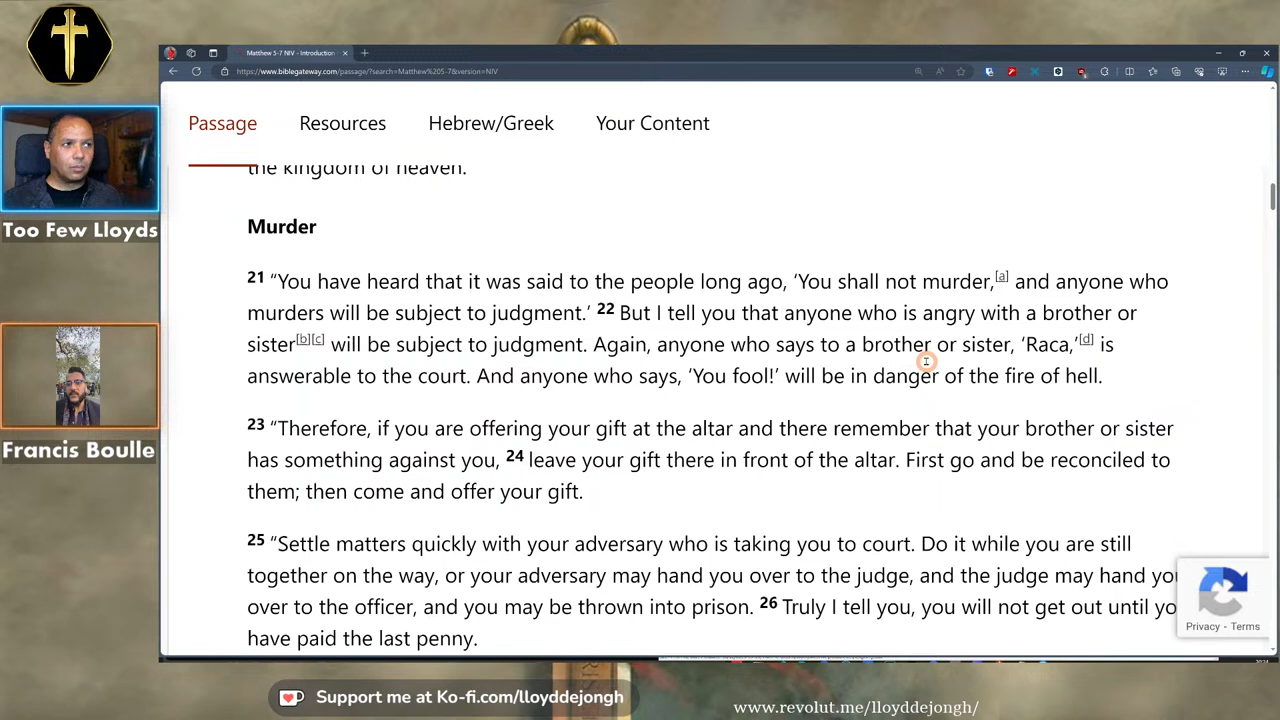 Matthew 5-7 NIV - Introduction
https://www.biblegateway.com/passage/?search=Matthew%205-7&version=NIV
Passage Resources Hebrew/Greek Your Content
the kingdom of heaven.
Murder
21 “You have heard that it was said to the people long ago, ‘You shall not murder,[a] and anyone who
murders will be subject to judgment.’ 22 But I tell you that anyone who is angry with a brother or
sister[b][c] will be subject to judgment. Again, anyone who says to a brother or sister, ‘Raca,’[d] is
answerable to the court. And anyone who says, ‘You fool!’ will be in danger of the fire of hell.
23 “Therefore, if you are offering your gift at the altar and there remember that your brother or sister
has something against you, 24 leave your gift there in front of the altar. First go and be reconciled to
them; then come and offer your gift.
25 “Settle matters quickly with your adversary who is taking you to court. Do it while you are still
together on the way, or your adversary may hand you over to the judge, and the judge may hand you
over to the officer, and you may be thrown into prison. 26 Truly I tell you, you will not get out until yo
have paid the last penny.
Privacy - Terms
Too Few Lloyds
Francis Boulle
Support me at Ko-fi.com/lloyddejongh
www.revolut.me/lloyddejongh/